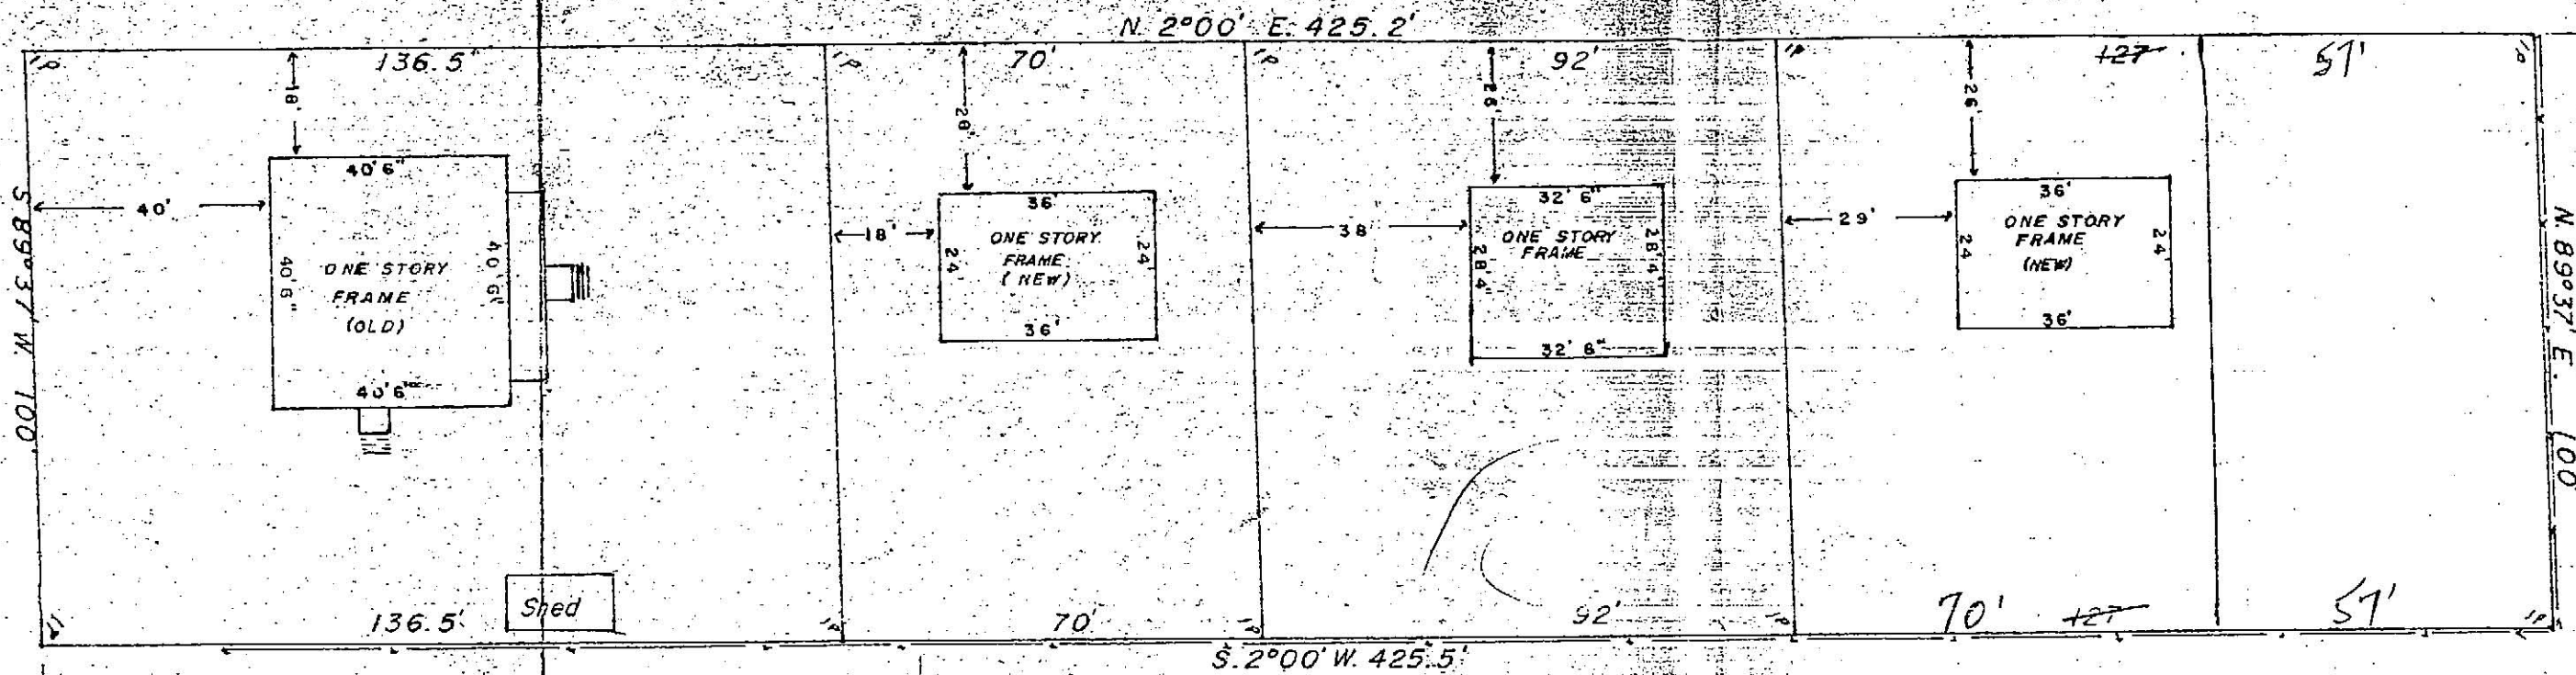 N. 2°00' E. 425.2'
136.5'
70'
92'
127
57'
18'
28'
26'
26'
40'
40'6"
40'6"
40'6"
40'6"
ONE STORY
FRAME
(OLD)
18'
36'
24'
24'
ONE STORY
FRAME
(NEW)
36'
38'
32' 6"
28'4"
28'4"
ONE STORY
FRAME
32' 6"
29'
36'
24
24'
ONE STORY
FRAME
(NEW)
36'
S 89°37' W. 100'
N. 89°37' E. 100
Shed
136.5'
70'
92'
70'
127
57'
S. 2°00' W. 425.5'